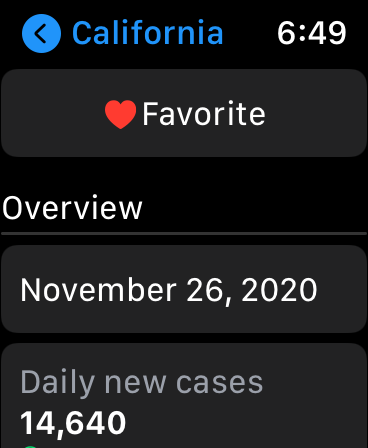 California 6:49
Favorite
Overview
November 26, 2020
Daily new cases
14,640